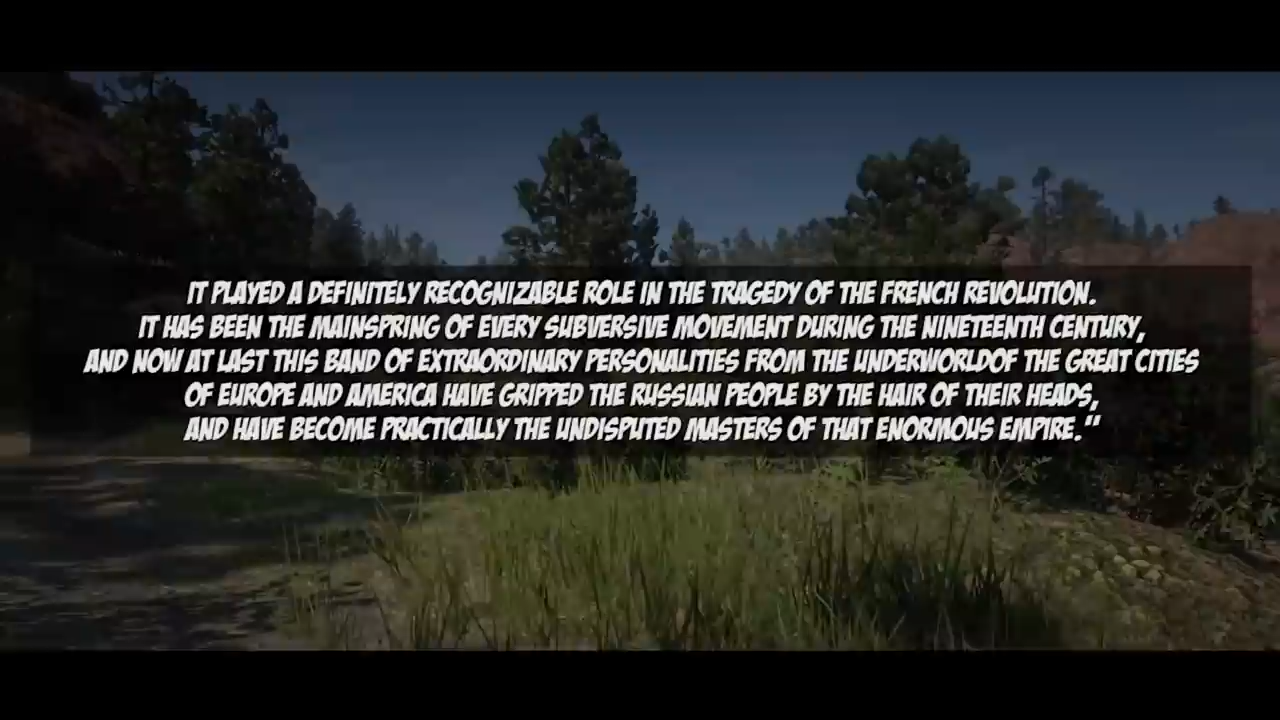 IT PLAYED A DEFINITELY RECOGNIZABLE ROLE IN THE TRAGEDY OF THE FRENCH REVOLUTION.
IT HAS BEEN THE MAINSPRING OF EVERY SUBVERSIVE MOVEMENT DURING THE NINETEENTH CENTURY,
AND NOW AT LAST THIS BAND OF EXTRAORDINARY PERSONALITIES FROM THE UNDERWORLDOF THE GREAT CITIES
OF EUROPE AND AMERICA HAVE GRIPPED THE RUSSIAN PEOPLE BY THE HAIR OF THEIR HEADS,
AND HAVE BECOME PRACTICALLY THE UNDISPUTED MASTERS OF THAT ENORMOUS EMPIRE.“